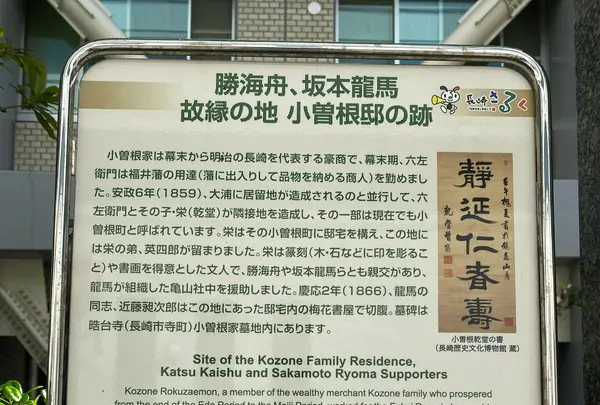 勝海舟、坂本龍馬
故縁の地 小曽根邸の跡
長崎さるく
小曽根家は幕末から明治の長崎を代表する豪商で、幕末期、六左
衛門は福井藩の用達(藩に出入りして品物を納める商人)を勤めまし
た。安政6年(1859)、大浦に居留地が造成されるのと並行して、六
左衛門とその子・栄(乾堂)が隣接地を造成し、その一部は現在でも小
曽根町と呼ばれています。栄はその小曽根町に邸宅を構え、この地に
は栄の弟、英四郎が留まりました。栄は篆刻(木・石などに印を彫るこ
と)や書画を得意とした文人で、勝海舟や坂本龍馬らとも親交があり、
龍馬が組織した亀山社中を援助しました。慶応2年(1866)、龍馬の
同志、近藤昶次郎はこの地にあった邸宅内の梅花書屋で切腹。墓碑は
晧台寺(長崎市寺町)小曽根家墓地内にあります。
靜延仁者壽
小曽根乾堂の書
(長崎歴史文化博物館 蔵)
Site of the Kozone Family Residence,
Katsu Kaishu and Sakamoto Ryoma Supporters
Kozone Rokuzaemon, a member of the wealthy merchant Kozone family who prospered
from the end of the Edo Period to the Meiji Period, worked for the Fukui